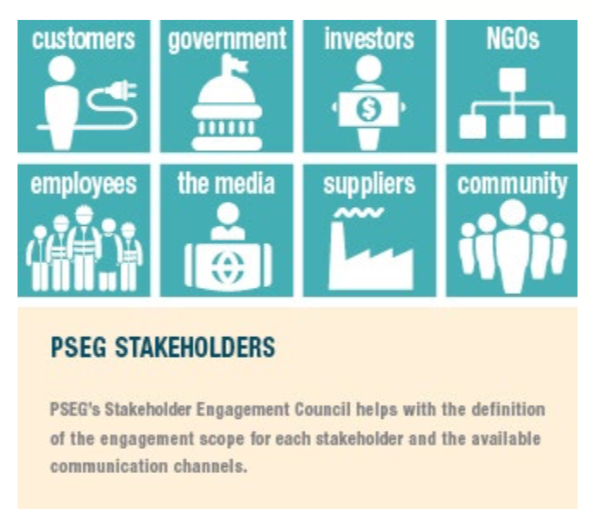 customers government investors NGOs
$
employees the media suppliers community
PSEG STAKEHOLDERS
PSEG's Stakeholder Engagement Council helps with the definition
of the engagement scope for each stakeholder and the available
communication channels.